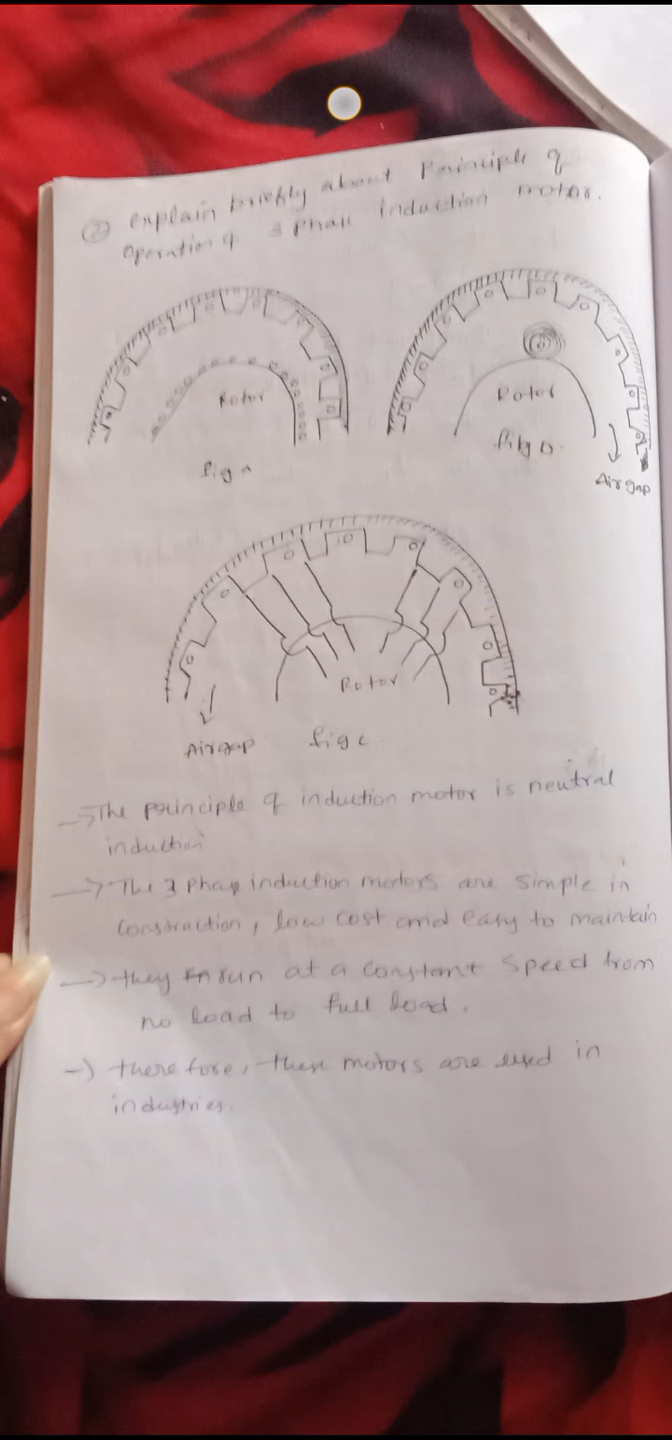 ② explain briefly about Principle of
Operation of 3 phase induction motor.
Rotor
fig a
Rotor
fig b
Air gap
Rotor
Air gap
fig c
→ The principle of induction motor is neutral
induction
→ The 3 phase induction motors are simple in
construction, low cost and easy to maintain
→ they run at a constant speed from
no load to full load.
→ there fore, these motors are used in
industries.